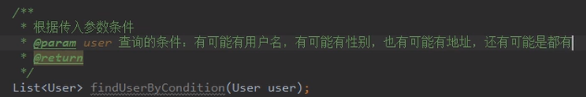 /**
* 根据传入参数条件
* @param user 查询的条件：有可能有用户名，有可能有性别，也有可能有地址，还有可能是都有
* @return
*/
List<User> findUserByCondition(User user);